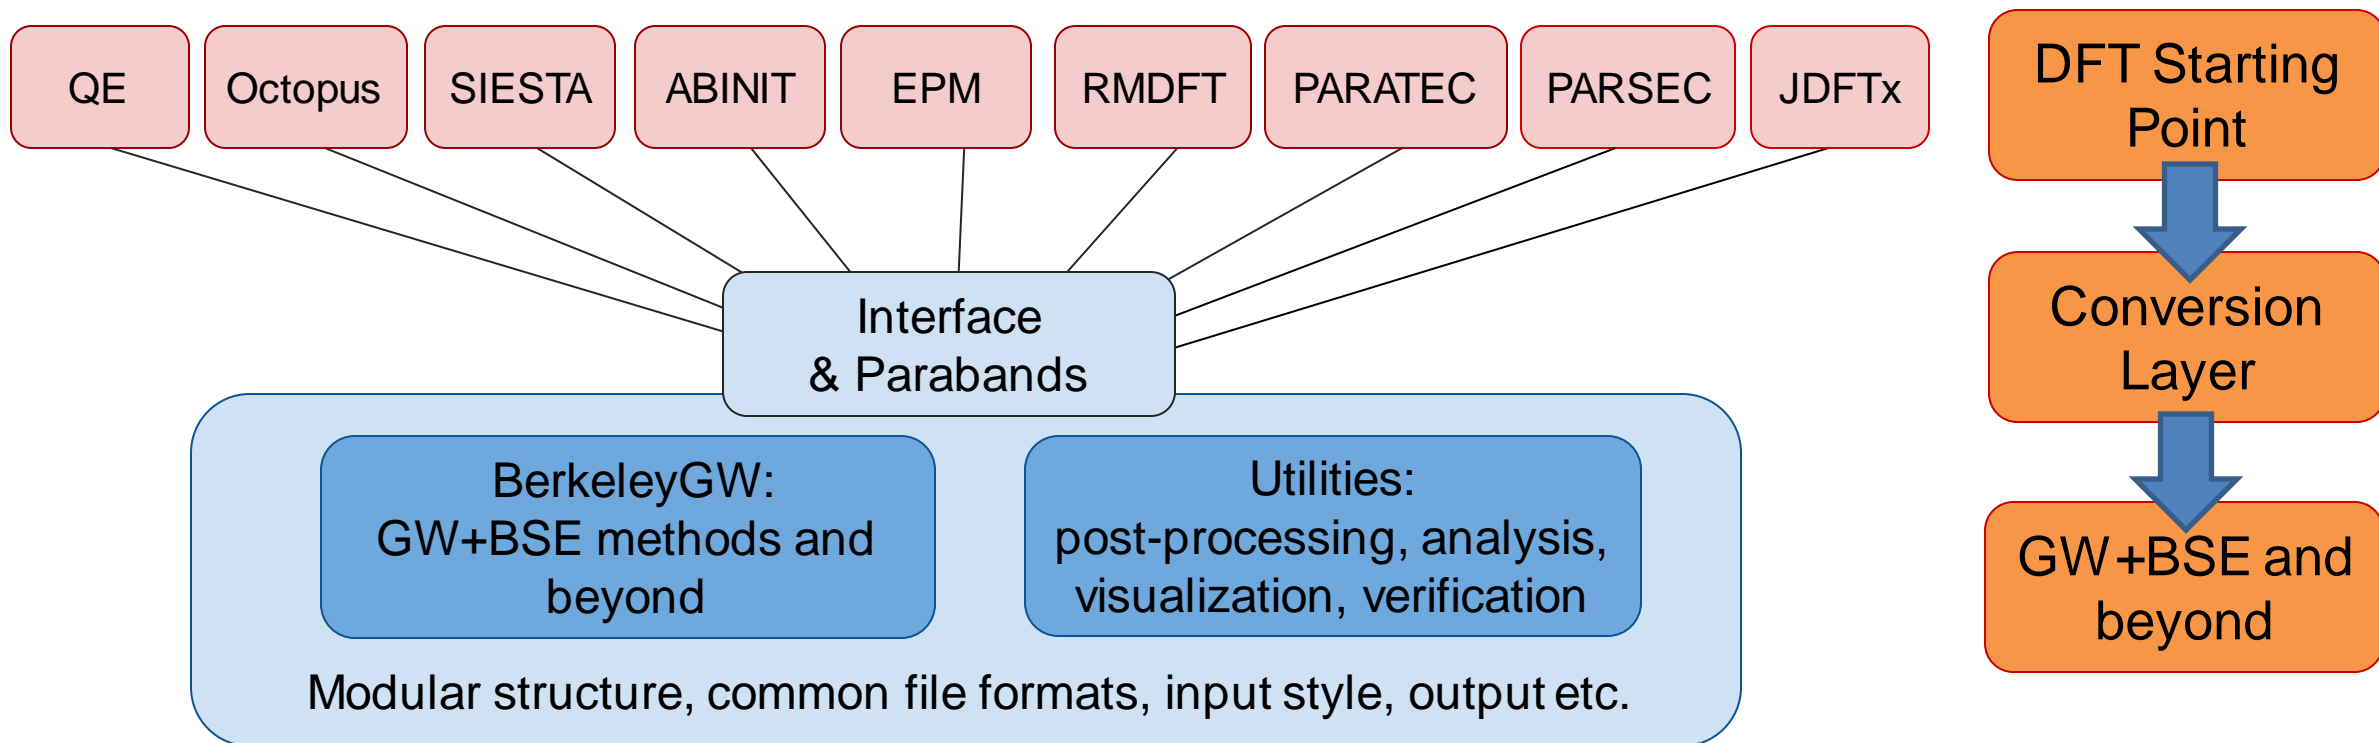 QE
Octopus
SIESTA
ABINIT
EPM
RMDFT
PARATEC
PARSEC
JDFTx
Interface
& Parabands
BerkeleyGW:
GW+BSE methods and
beyond
Utilities:
post-processing, analysis,
visualization, verification
Modular structure, common file formats, input style, output etc.
DFT Starting
Point
Conversion
Layer
GW+BSE and
beyond